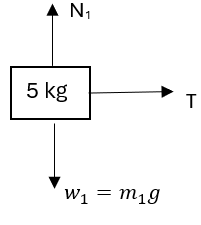 N₁
5 kg
T
w₁ = m₁g